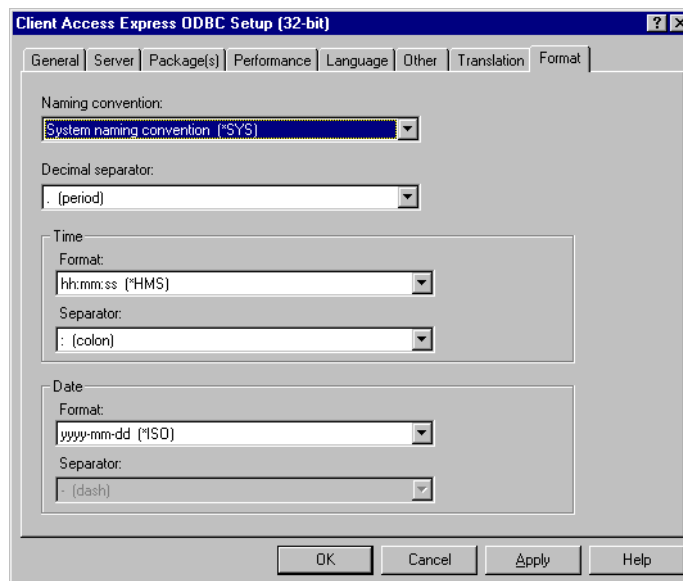 Client Access Express ODBC Setup (32-bit)
General Server Package(s) Performance Language Other Translation Format
Naming convention:
System naming convention (*SYS)
Decimal separator:
. (period)
Time
Format:
hh:mm:ss (*HMS)
Separator:
: (colon)
Date
Format:
yyyy-mm-dd (*ISO)
Separator:
- (dash)
OK Cancel Apply Help